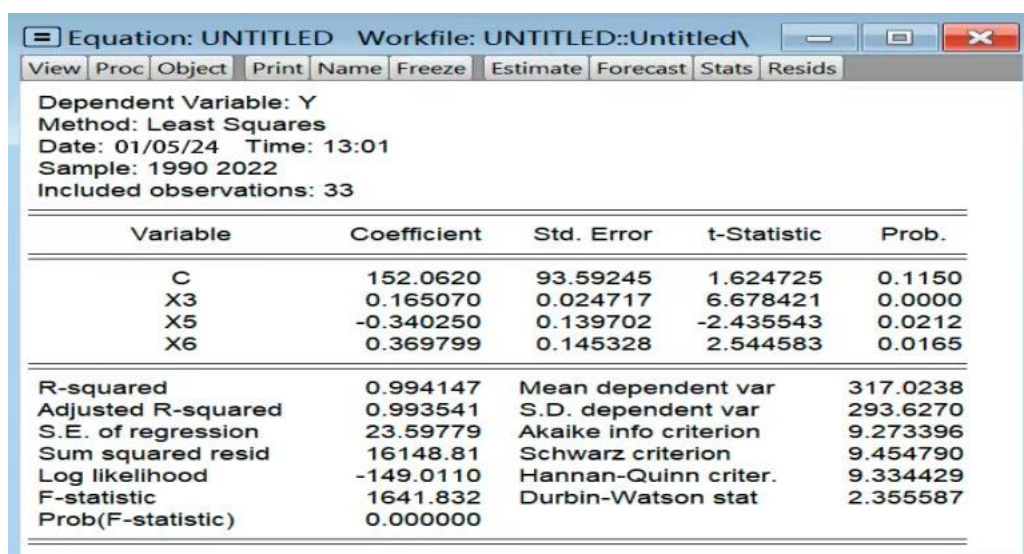 Equation: UNTITLED Workfile: UNTITLED::Untitled\
View Proc Object Print Name Freeze Estimate Forecast Stats Resids
Dependent Variable: Y
Method: Least Squares
Date: 01/05/24 Time: 13:01
Sample: 1990 2022
Included observations: 33
Variable Coefficient Std. Error t-Statistic Prob.
C 152.0620 93.59245 1.624725 0.1150
X3 0.165070 0.024717 6.678421 0.0000
X5 -0.340250 0.139702 -2.435543 0.0212
X6 0.369799 0.145328 2.544583 0.0165
R-squared 0.994147 Mean dependent var 317.0238
Adjusted R-squared 0.993541 S.D. dependent var 293.6270
S.E. of regression 23.59779 Akaike info criterion 9.273396
Sum squared resid 16148.81 Schwarz criterion 9.454790
Log likelihood -149.0110 Hannan-Quinn criter. 9.334429
F-statistic 1641.832 Durbin-Watson stat 2.355587
Prob(F-statistic) 0.000000